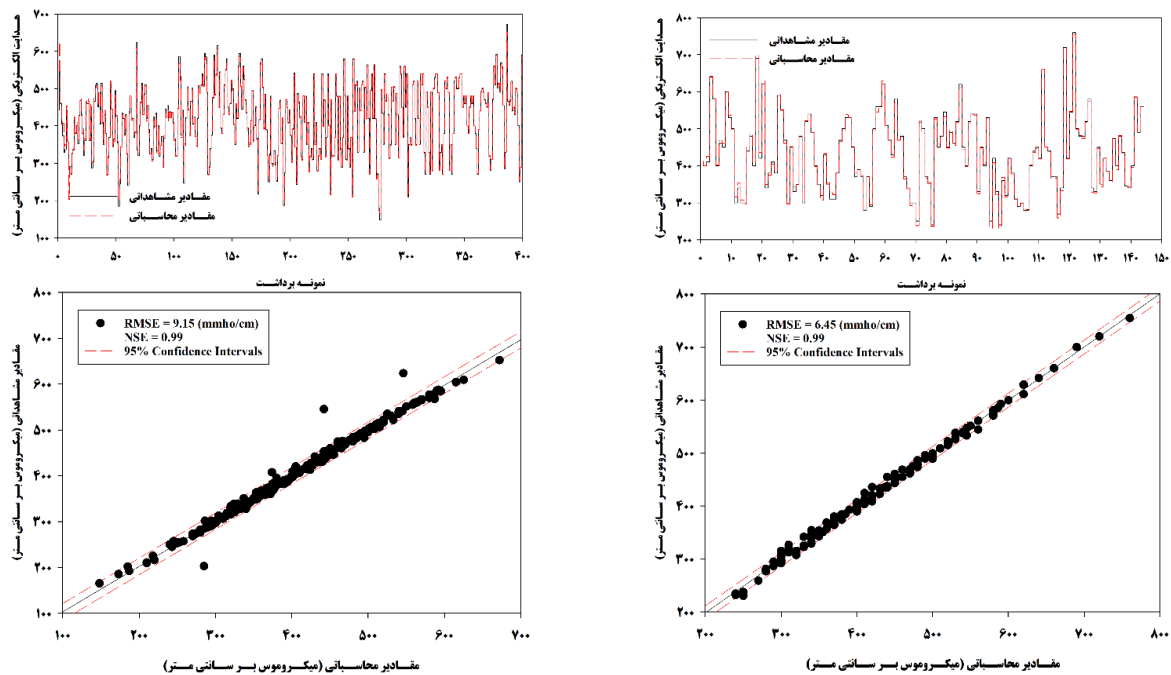 هدایت الکتریکی (میکروموس بر سانتی متر)
۷۰۰
۶۰۰
۵۰۰
۴۰۰
۳۰۰
۲۰۰
۱۰۰
مقادیر مشاهداتی
مقادیر محاسباتی
۰ ۵۰ ۱۰۰ ۱۵۰ ۲۰۰ ۲۵۰ ۳۰۰ ۳۵۰ ۴۰۰
نمونه برداشت
هدایت الکتریکی (میکروموس بر سانتی متر)
۸۰۰
۷۰۰
۶۰۰
۵۰۰
۴۰۰
۳۰۰
۲۰۰
مقادیر مشاهداتی
مقادیر محاسباتی
۰ ۱۰ ۲۰ ۳۰ ۴۰ ۵۰ ۶۰ ۷۰ ۸۰ ۹۰ ۱۰۰ ۱۱۰ ۱۲۰ ۱۳۰ ۱۴۰ ۱۵۰
نمونه برداشت
مقادیر مشاهداتی (میکروموس بر سانتی متر)
۸۰۰
۷۰۰
۶۰۰
۵۰۰
۴۰۰
۳۰۰
۲۰۰
۱۰۰
RMSE = 9.15 (mmho/cm)
NSE = 0.99
95% Confidence Intervals
۱۰۰ ۲۰۰ ۳۰۰ ۴۰۰ ۵۰۰ ۶۰۰ ۷۰۰
مقادیر محاسباتی (میکروموس بر سانتی متر)
مقادیر مشاهداتی (میکروموس بر سانتی متر)
۸۰۰
۷۰۰
۶۰۰
۵۰۰
۴۰۰
۳۰۰
۲۰۰
RMSE = 6.45 (mmho/cm)
NSE = 0.99
95% Confidence Intervals
۲۰۰ ۳۰۰ ۴۰۰ ۵۰۰ ۶۰۰ ۷۰۰ ۸۰۰
مقادیر محاسباتی (میکروموس بر سانتی متر)